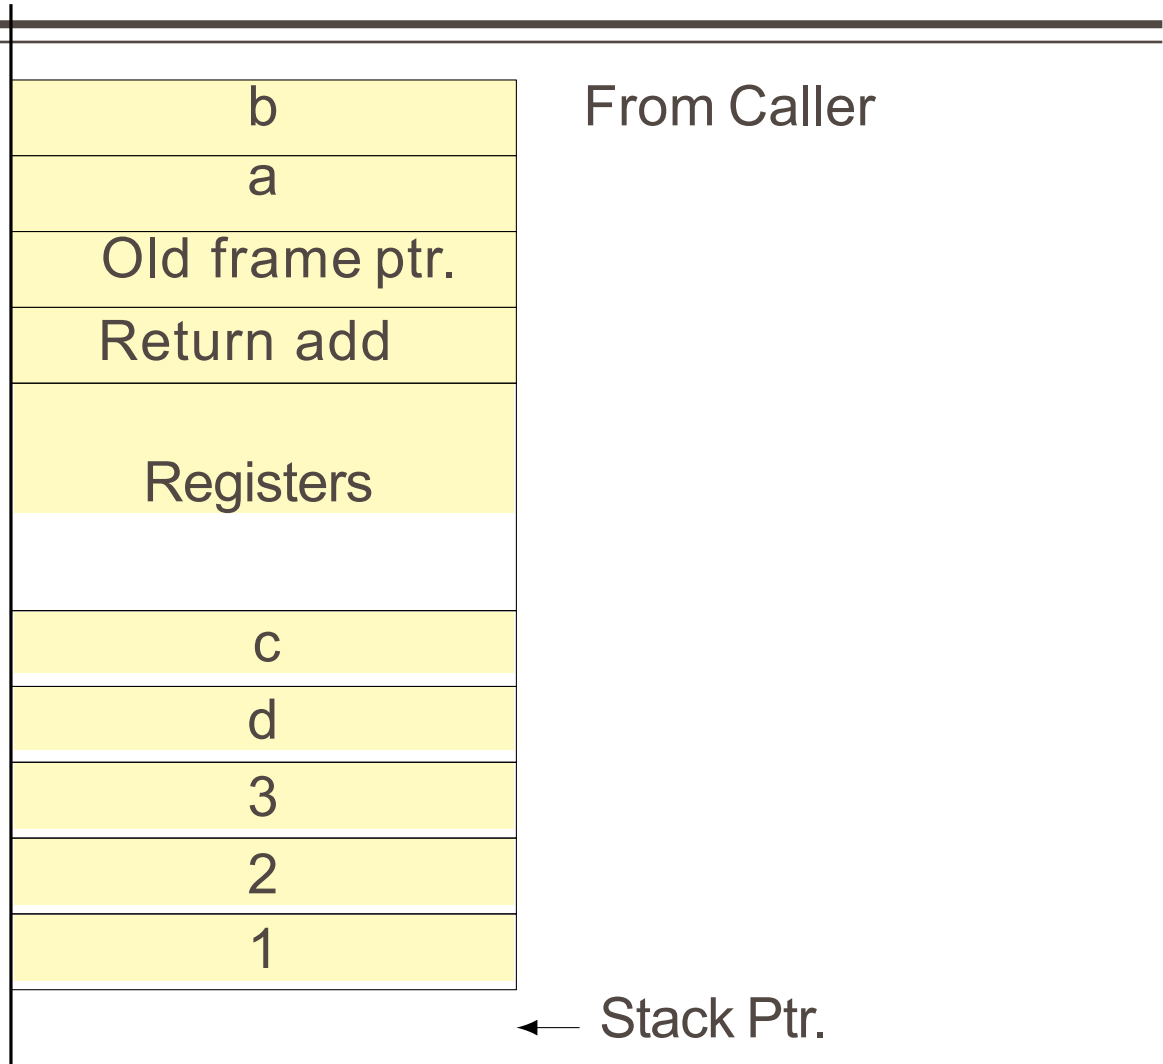 b
From Caller
a
Old frame ptr.
Return add
Registers
c
d
3
2
1
Stack Ptr.